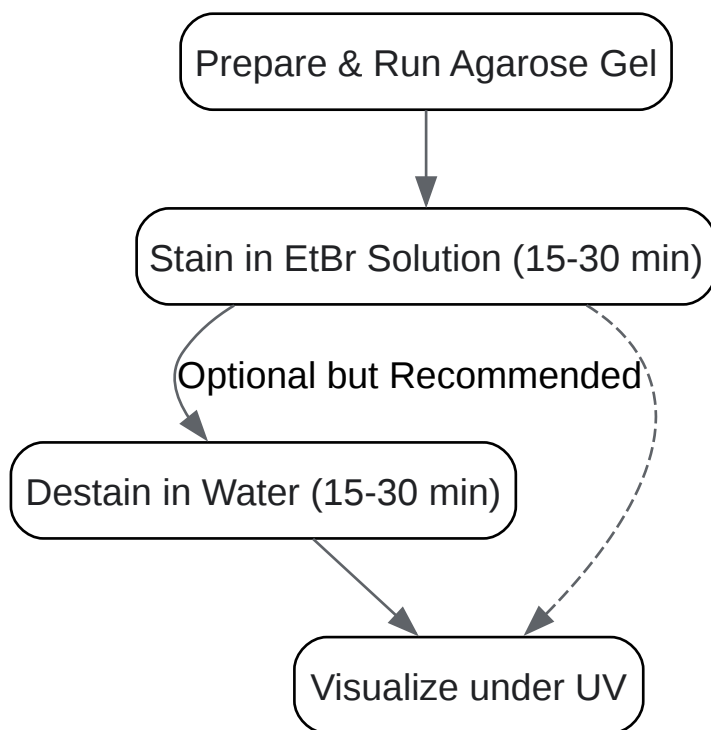 Prepare & Run Agarose Gel
Stain in EtBr Solution (15-30 min)
Optional but Recommended
Destain in Water (15-30 min)
Visualize under UV